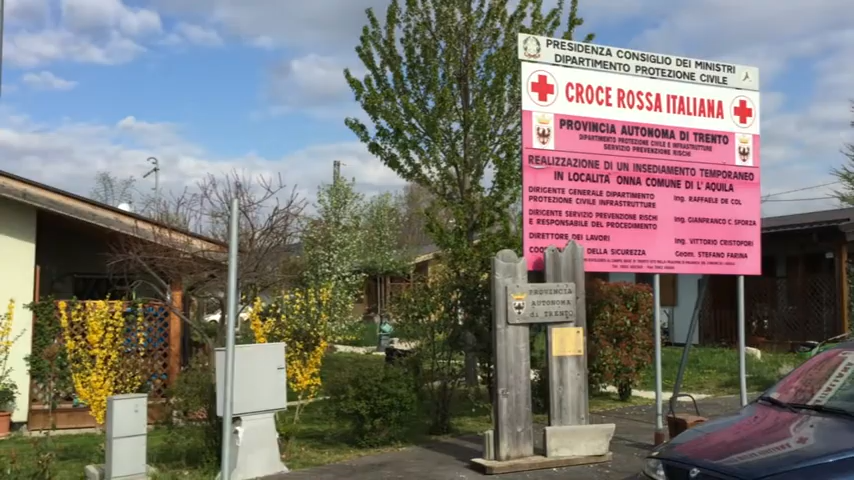 PRESIDENZA CONSIGLIO DEI MINISTRI
DIPARTIMENTO PROTEZIONE CIVILE
CROCE ROSSA ITALIANA
PROVINCIA AUTONOMA DI TRENTO
DIPARTIMENTO PROTEZIONE CIVILE E INFRASTRUTTURE
SERVIZIO PREVENZIONE RISCHI
REALIZZAZIONE DI UN INSEDIAMENTO TEMPORANEO
IN LOCALITA' ONNA COMUNE DI L'AQUILA
DIRIGENTE GENERALE DIPARTIMENTO
PROTEZIONE CIVILE INFRASTRUTTURE
Ing. RAFFAELE DE COL
DIRIGENTE SERVIZIO PREVENZIONE RISCHI
E RESPONSABILE DEL PROCEDIMENTO
Ing. GIANFRANCO C. SFORZA
DIRETTORE DEI LAVORI
Ing. VITTORIO CRISTOFORI
DELLA SICUREZZA
Geom. STEFANO FARINA
PROVINCIA
AUTONOMA
di TRENTO